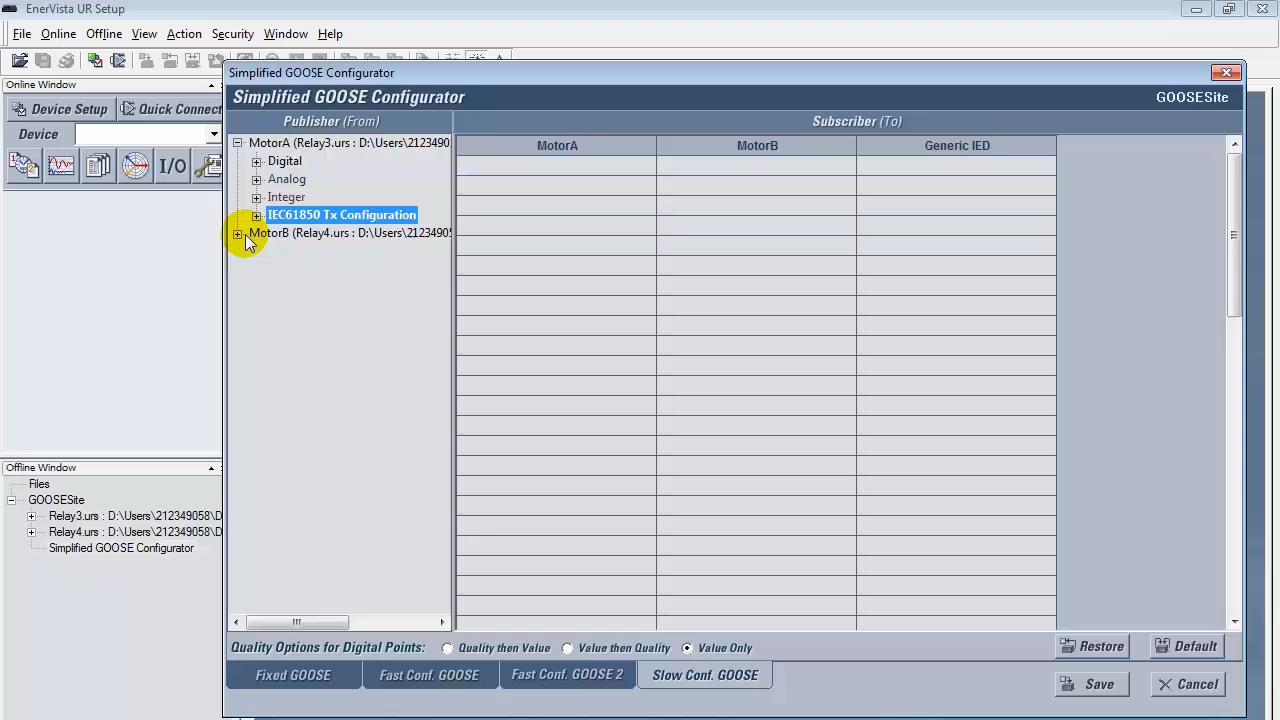 EnerVista UR Setup
File Online Offline View Action Security Window Help
Online Window
Device Setup Quick Connect
Device
I/O
Simplified GOOSE Configurator
Simplified GOOSE Configurator GOOSESite
Publisher (From) Subscriber (To)
MotorA (Relay3.urs : D:\Users\2123490 MotorA MotorB Generic IED
Digital
Analog
Integer
IEC61850 Tx Configuration
MotorB (Relay4.urs : D:\Users\2123490
Offline Window
Files
GOOSESite
Relay3.urs : D:\Users\212349058\D
Relay4.urs : D:\Users\212349058\D
Simplified GOOSE Configurator
Quality Options for Digital Points: Quality then Value Value then Quality Value Only Restore Default
Fixed GOOSE Fast Conf. GOOSE Fast Conf. GOOSE 2 Slow Conf. GOOSE Save Cancel